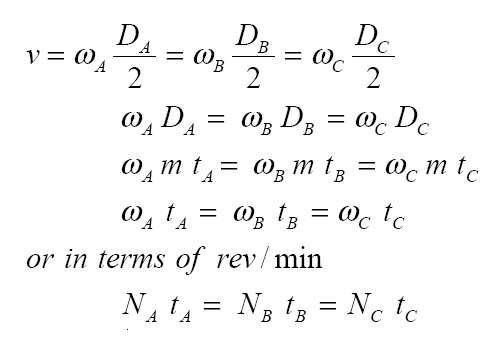 v = ω_A D_A/2 = ω_B D_B/2 = ω_C D_C/2
ω_A D_A = ω_B D_B = ω_C D_C
ω_A m t_A = ω_B m t_B = ω_C m t_C
ω_A t_A = ω_B t_B = ω_C t_C
or in terms of rev / min
N_A t_A = N_B t_B = N_C t_C